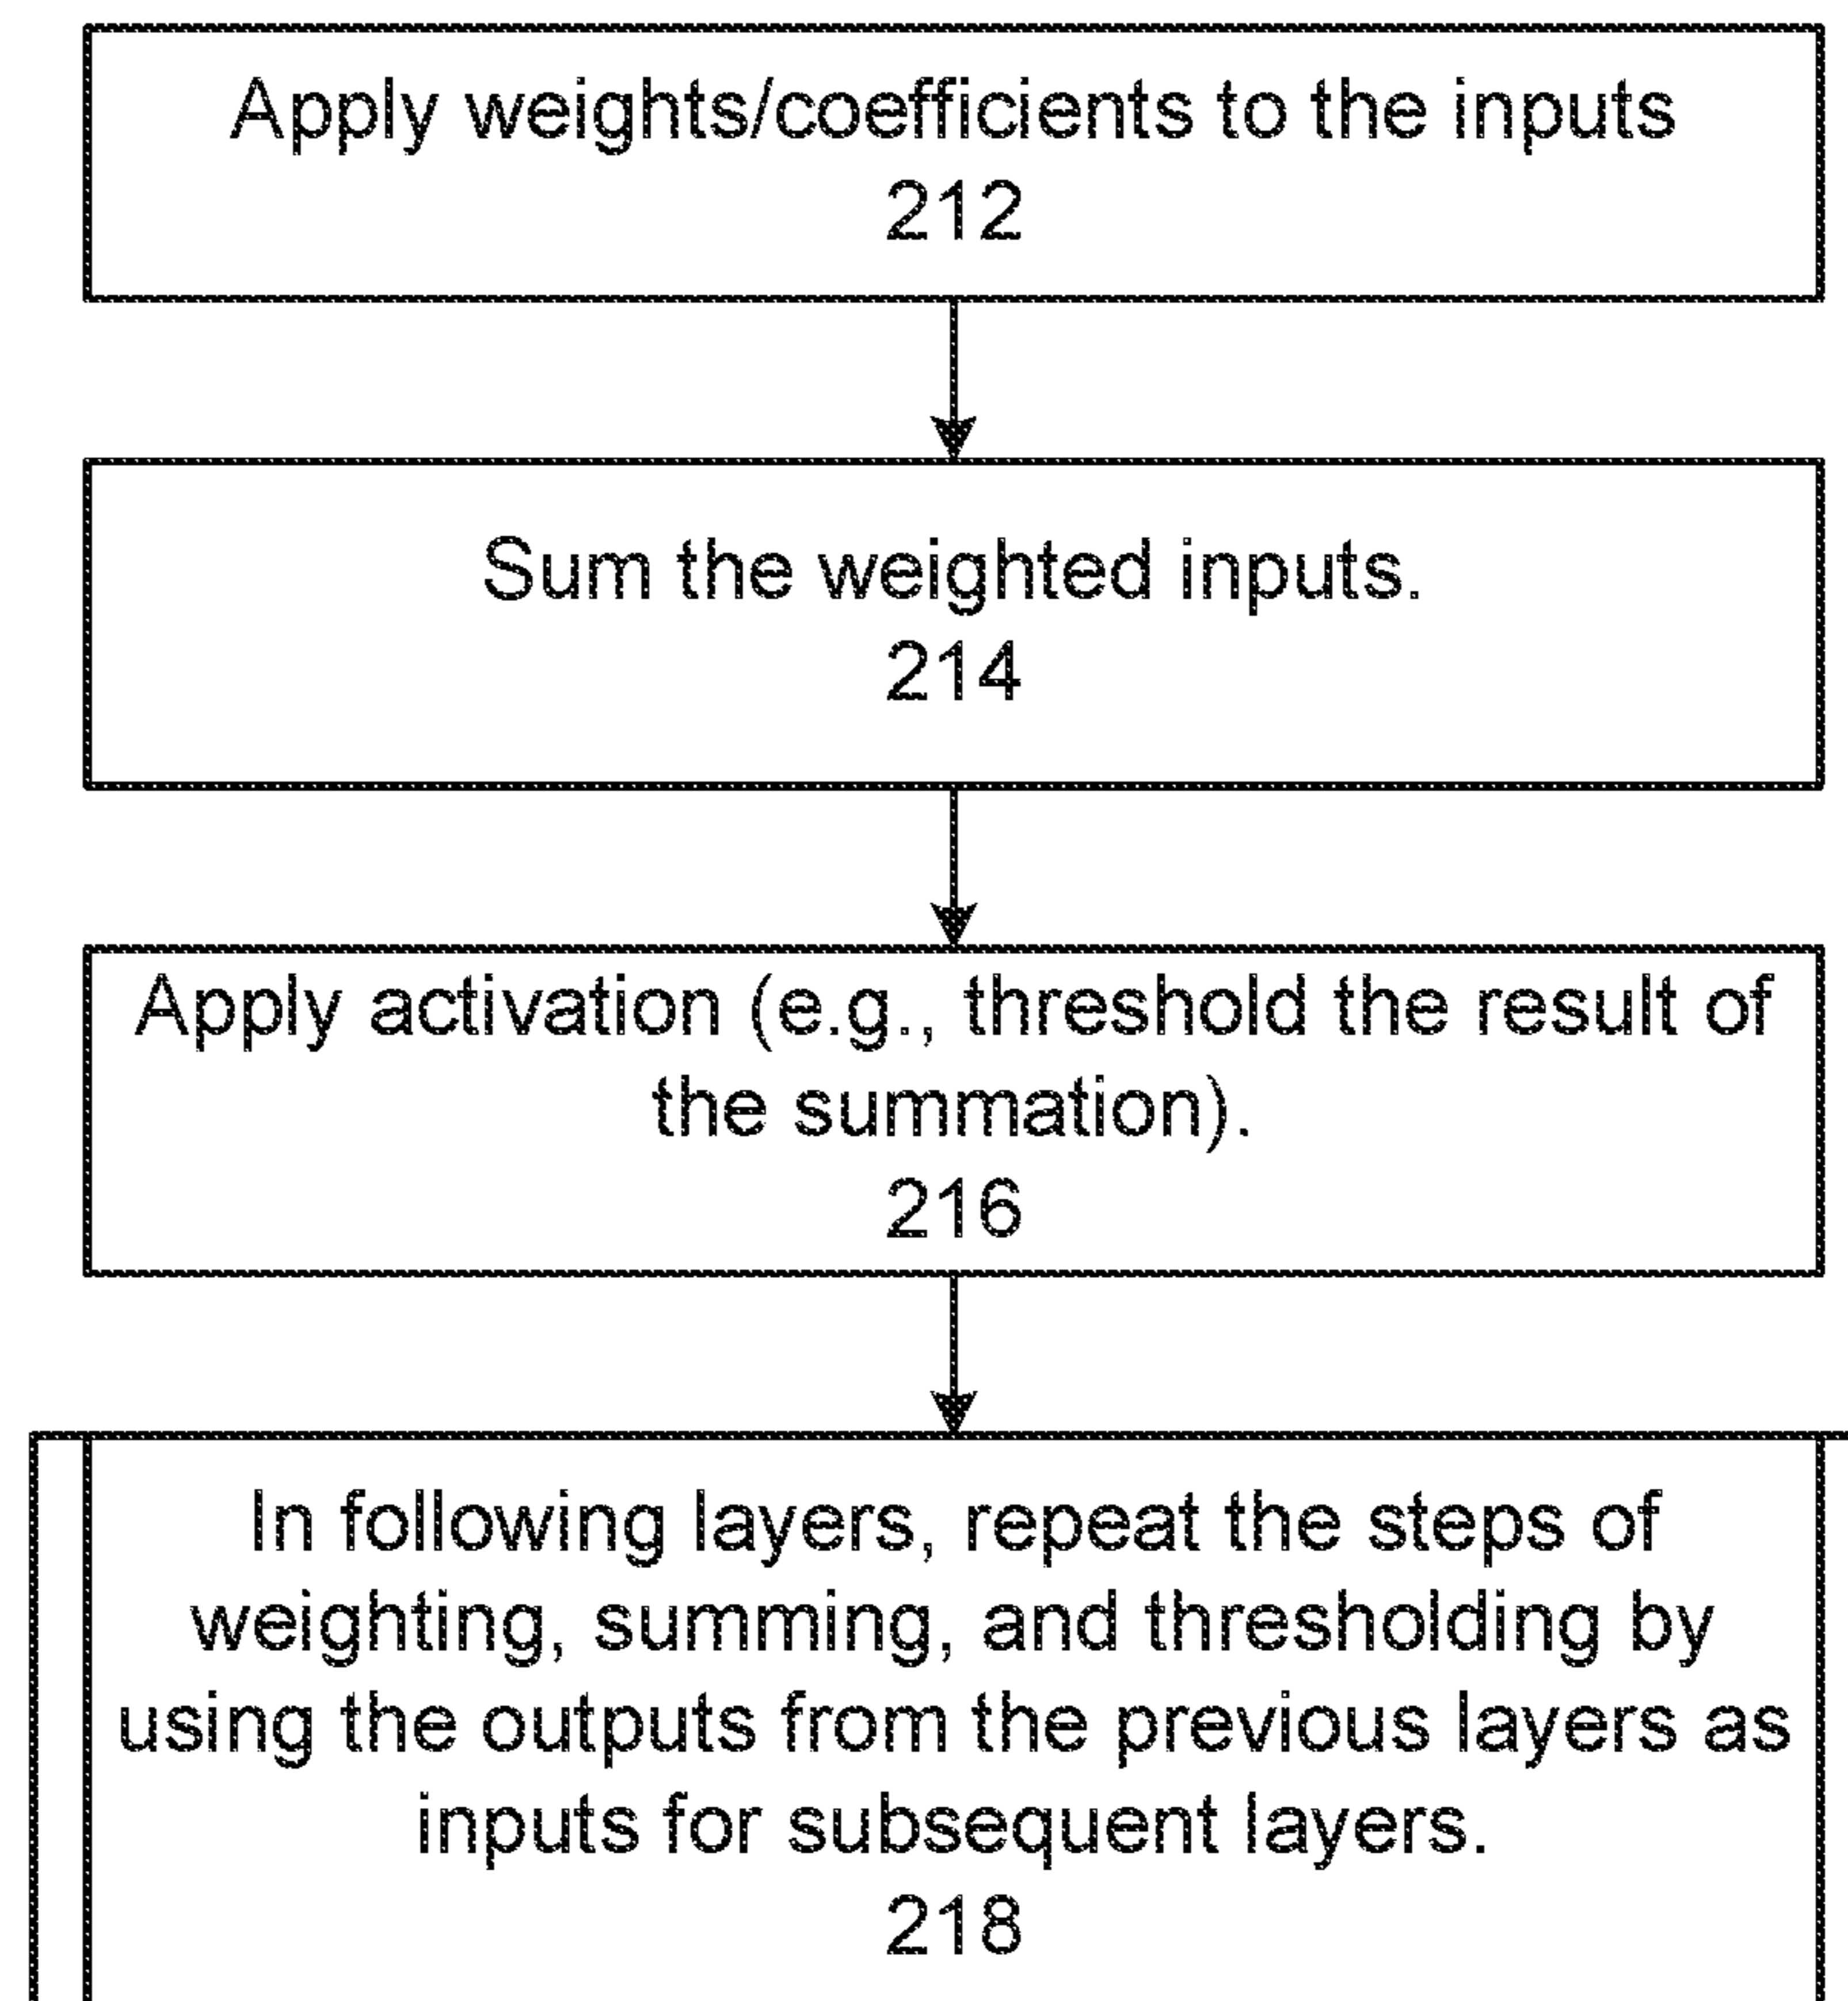 Apply weights/coefficients to the inputs
212
Sum the weighted inputs.
214
Apply activation (e.g., threshold the result of
the summation).
216
In following layers, repeat the steps of
weighting, summing, and thresholding by
using the outputs from the previous layers as
inputs for subsequent layers.
218